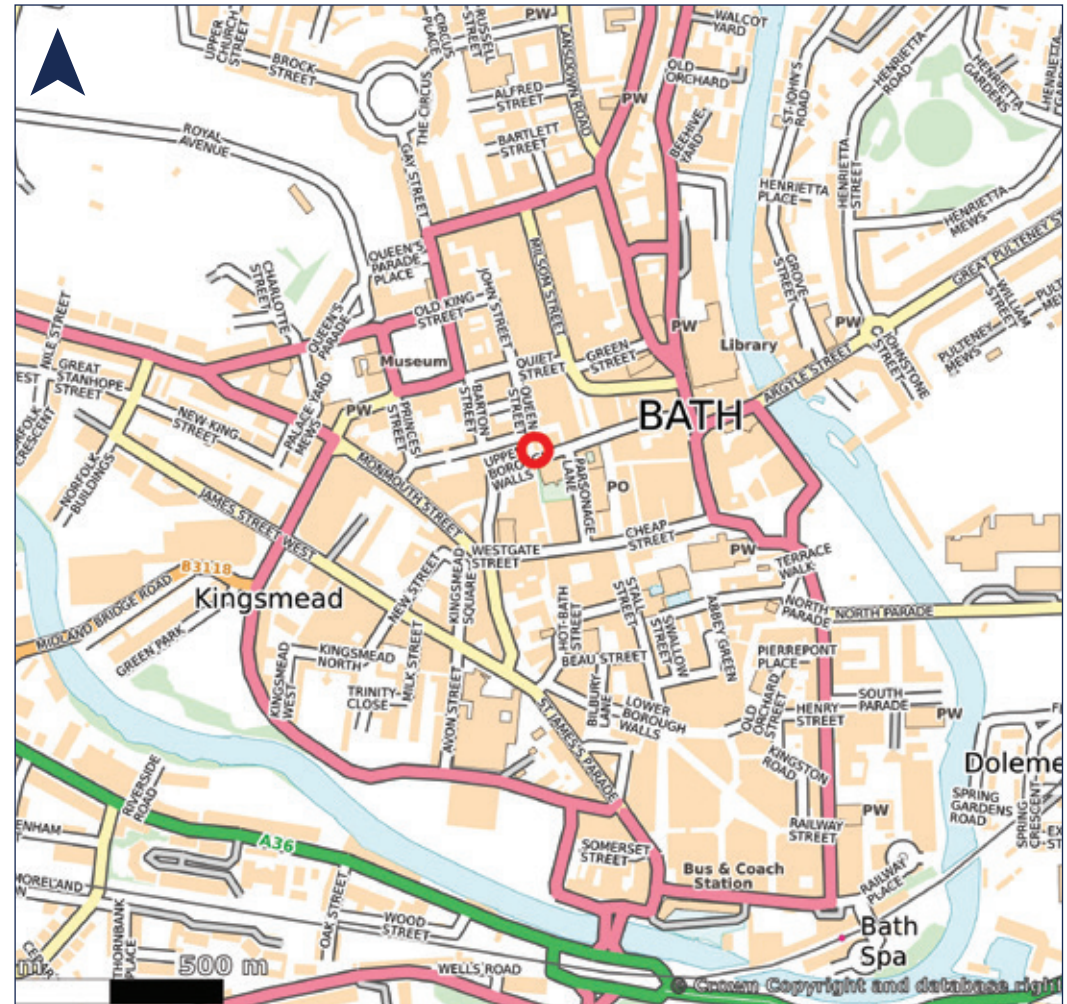 UPPER
CHURCH
STREET
BROCK
STREET
CIRCUS
PLACE
RUSSELL
STREET
PW
THE CIRCUS
ALFRED
STREET
BARTLETT
STREET
LANSDOWN ROAD
PW
WALCOT
YARD
OLD
ORCHARD
BEEHIVE
YARD
ST JOHN'S
ROAD
HENRIETTA
ROAD
HENRIETTA
GARDENS
HENRIETTA
ROYAL
AVENUE
GAY STREET
HENRIETTA
PLACE
HENRIETTA
STREET
HENRIETTA
MEWS
QUEEN'S
PARADE
PLACE
CHARLOTTE
STREET
JOHN STREET
MILSON STREET
GROVE
STREET
GREAT PULTENEY ST
WILLIAM
STREET
PULTENEY
MEWS
NILE STREET
QUEEN'S
PARADE
OLD KING
STREET
Museum
QUIET
STREET
GREEN
STREET
PW
Library
PW
JOHNSTONE
STREET
ARGYLE STREET
GREAT
STANHOPE
STREET
NEW KING
STREET
PALACE YARD
MEWS
PW
PRINCES
STREET
BARTON
STREET
QUEEN
STREET
BATH
NORFOLK
CRESCENT
NORFOLK
BUILDINGS
MONMOUTH STREET
WALLS
PARSONAGE
LANE
PO
JAMES STREET WEST
WESTGATE
STREET
CHEAP
STREET
PW
TERRACE
WALK
B3118
MIDLAND BRIDGE ROAD
Kingsmead
GREEN PARK
NEW STREET
KINGSMEAD
SQUARE
HOT-BATH
STREET
STALL
STREET
SWALLOW
STREET
ABBEY GREEN
NORTH
PARADE
NORTH PARADE
KINGSMEAD
WEST
KINGSMEAD
NORTH
MILK STREET
TRINITY
CLOSE
AVON STREET
BEAU STREET
BILBURY
LANE
LOWER
BOROUGH
WALLS
PIERREPONT
PLACE
OLD
ORCHARD
STREET
HENRY
STREET
SOUTH
PARADE
PW
ST JAMES'S PARADE
KINGSTON
ROAD
Doleme
RIVERSIDE
ROAD
A36
SOMERSET
STREET
RAILWAY
STREET
PW
SPRING
GARDENS
ROAD
SPRING
CRESCENT
Bus & Coach
Station
RAILWAY
PLACE
MORELAND
THORNBANK
PLACE
OAK STREET
WOOD
STREET
WELLS ROAD
Bath
Spa
500 m
© Crown Copyright and database right